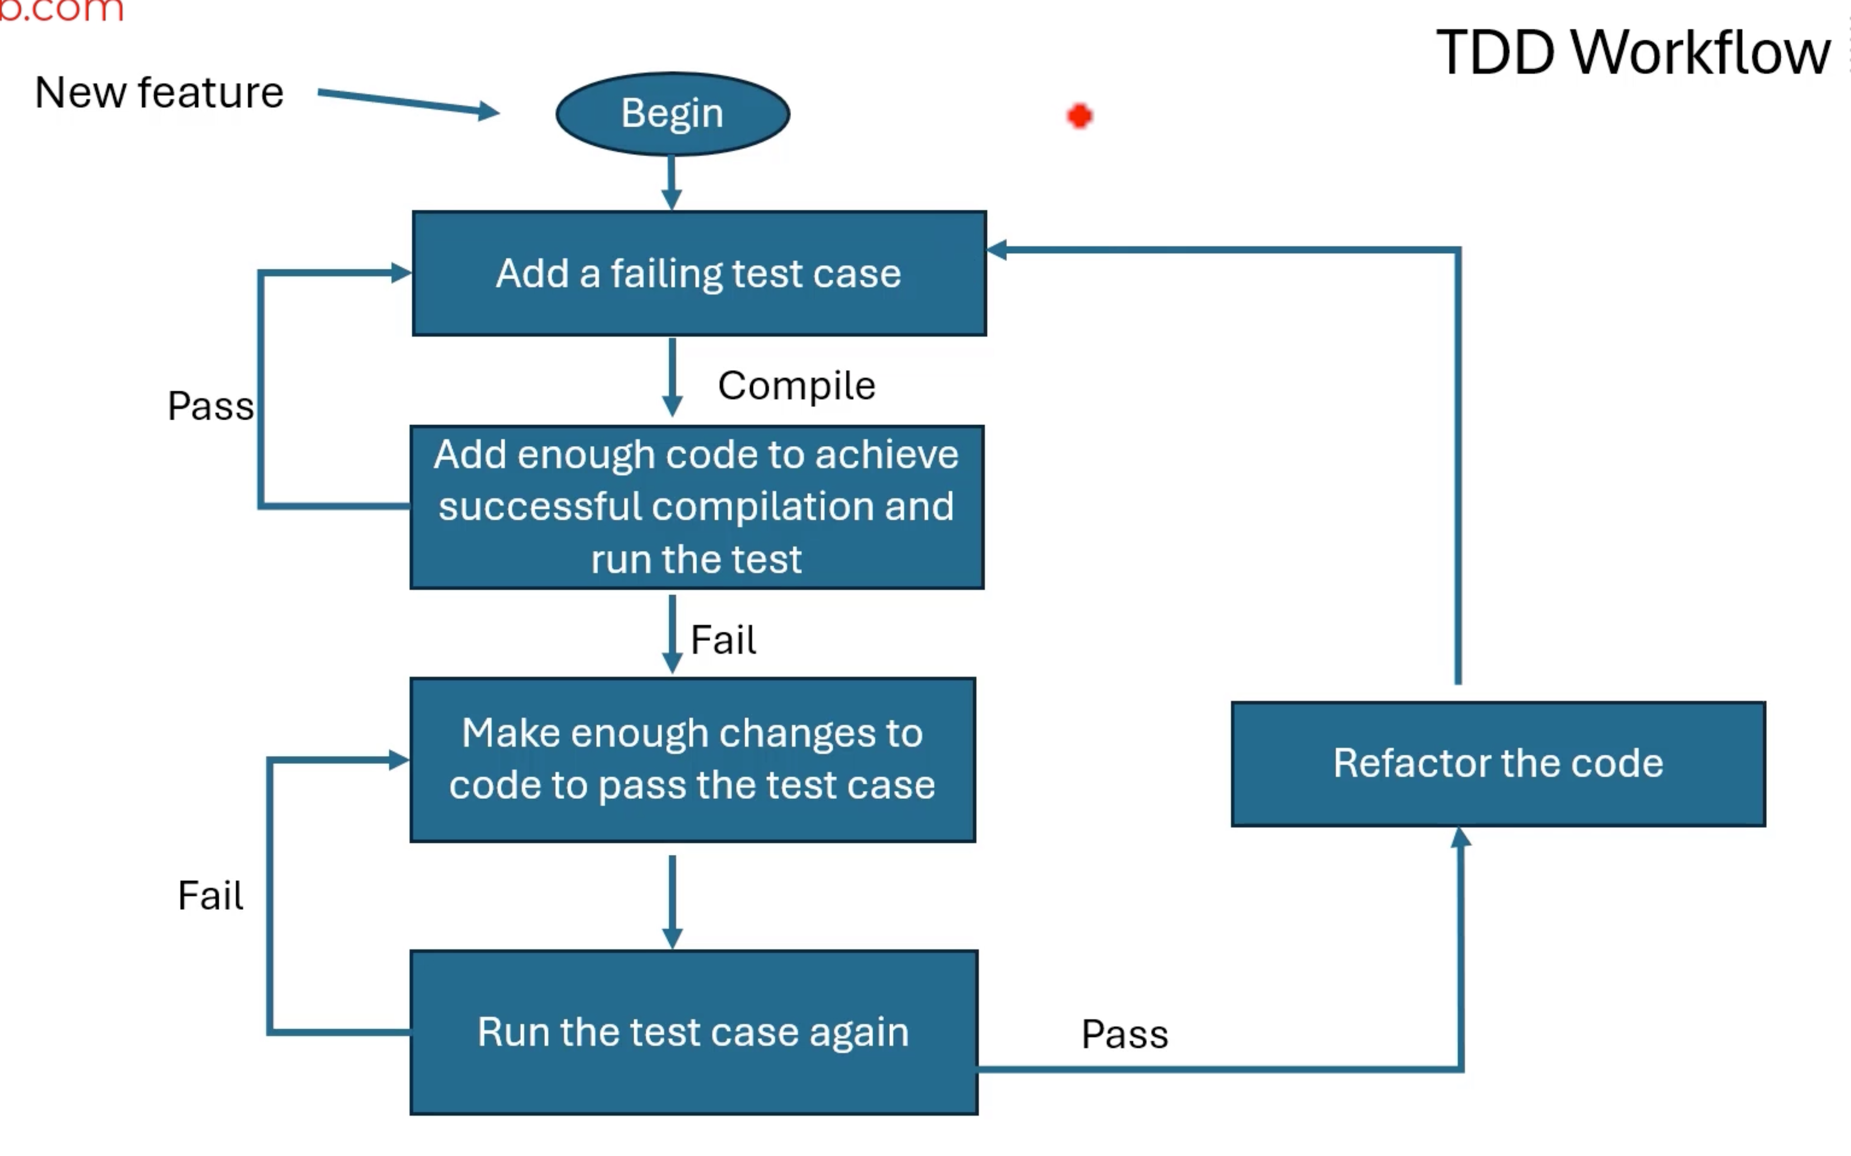 b.com
TDD Workflow
New feature
Begin
Add a failing test case
Compile
Pass
Add enough code to achieve
successful compilation and
run the test
Fail
Make enough changes to
code to pass the test case
Refactor the code
Fail
Run the test case again
Pass